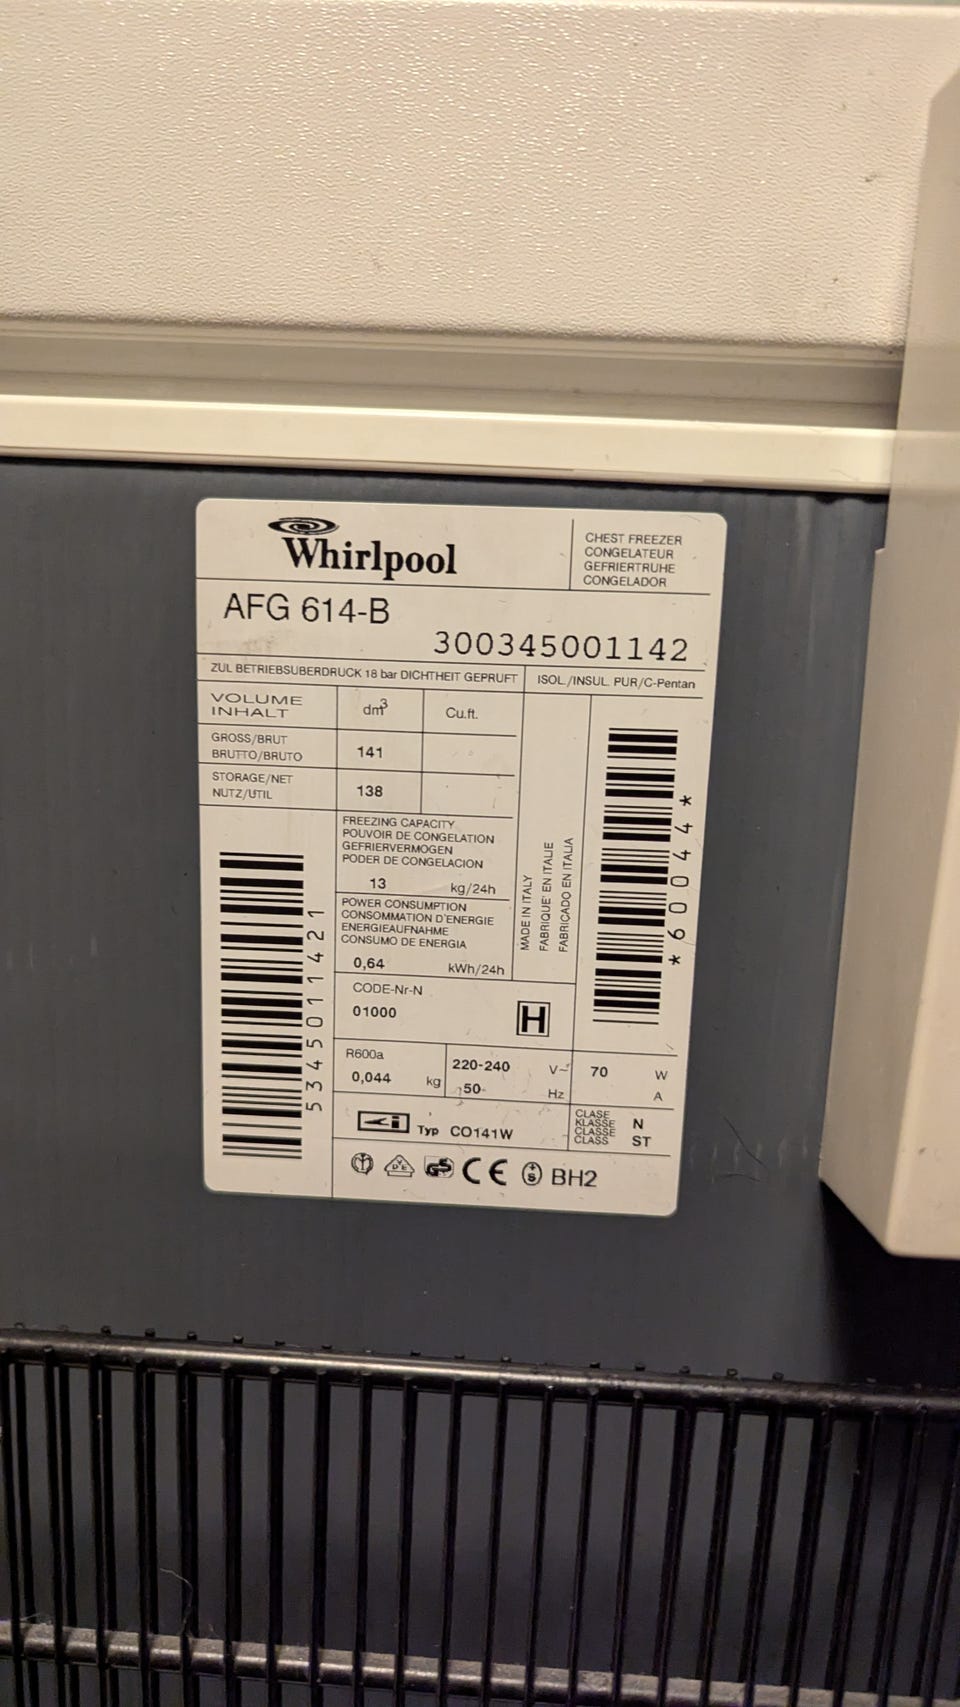 Whirlpool
CHEST FREEZER
CONGELATEUR
GEFRIERTRUHE
CONGELADOR
AFG 614-B
300345001142
ZUL BETRIEBSUBERDRUCK 18 bar DICHTHEIT GEPRUFT
ISOL./INSUL. PUR/C-Pentan
VOLUME
INHALT
dm³
Cu.ft.
GROSS/BRUT
BRUTTO/BRUTO
141
STORAGE/NET
NUTZ/UTIL
138
FREEZING CAPACITY
POUVOIR DE CONGELATION
GEFRIERVERMOGEN
PODER DE CONGELACION
13 kg/24h
POWER CONSUMPTION
CONSOMMATION D'ENERGIE
ENERGIEAUFNAHME
CONSUMO DE ENERGIA
0,64 kWh/24h
MADE IN ITALY
FABRIQUE' EN ITALIE
FABRICADO EN ITALIA
*60044*
5345011421
CODE-Nr-N
01000
H
R600a
0,044 kg
220-240 V~
50 Hz
70 W
A
Typ CO141W
CLASE
KLASSE
CLASSE
CLASS
N
ST
VDE
GS
CE
S
BH2